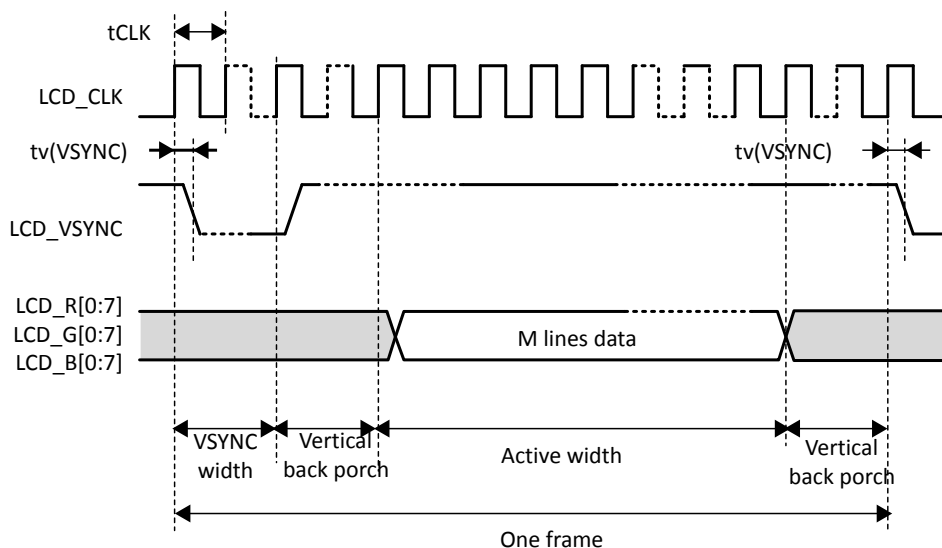 tCLK
LCD_CLK
tv(VSYNC)
tv(VSYNC)
LCD_VSYNC
LCD_R[0:7]
LCD_G[0:7]
LCD_B[0:7]
M lines data
VSYNC
width
Vertical
back porch
Active width
Vertical
back porch
One frame